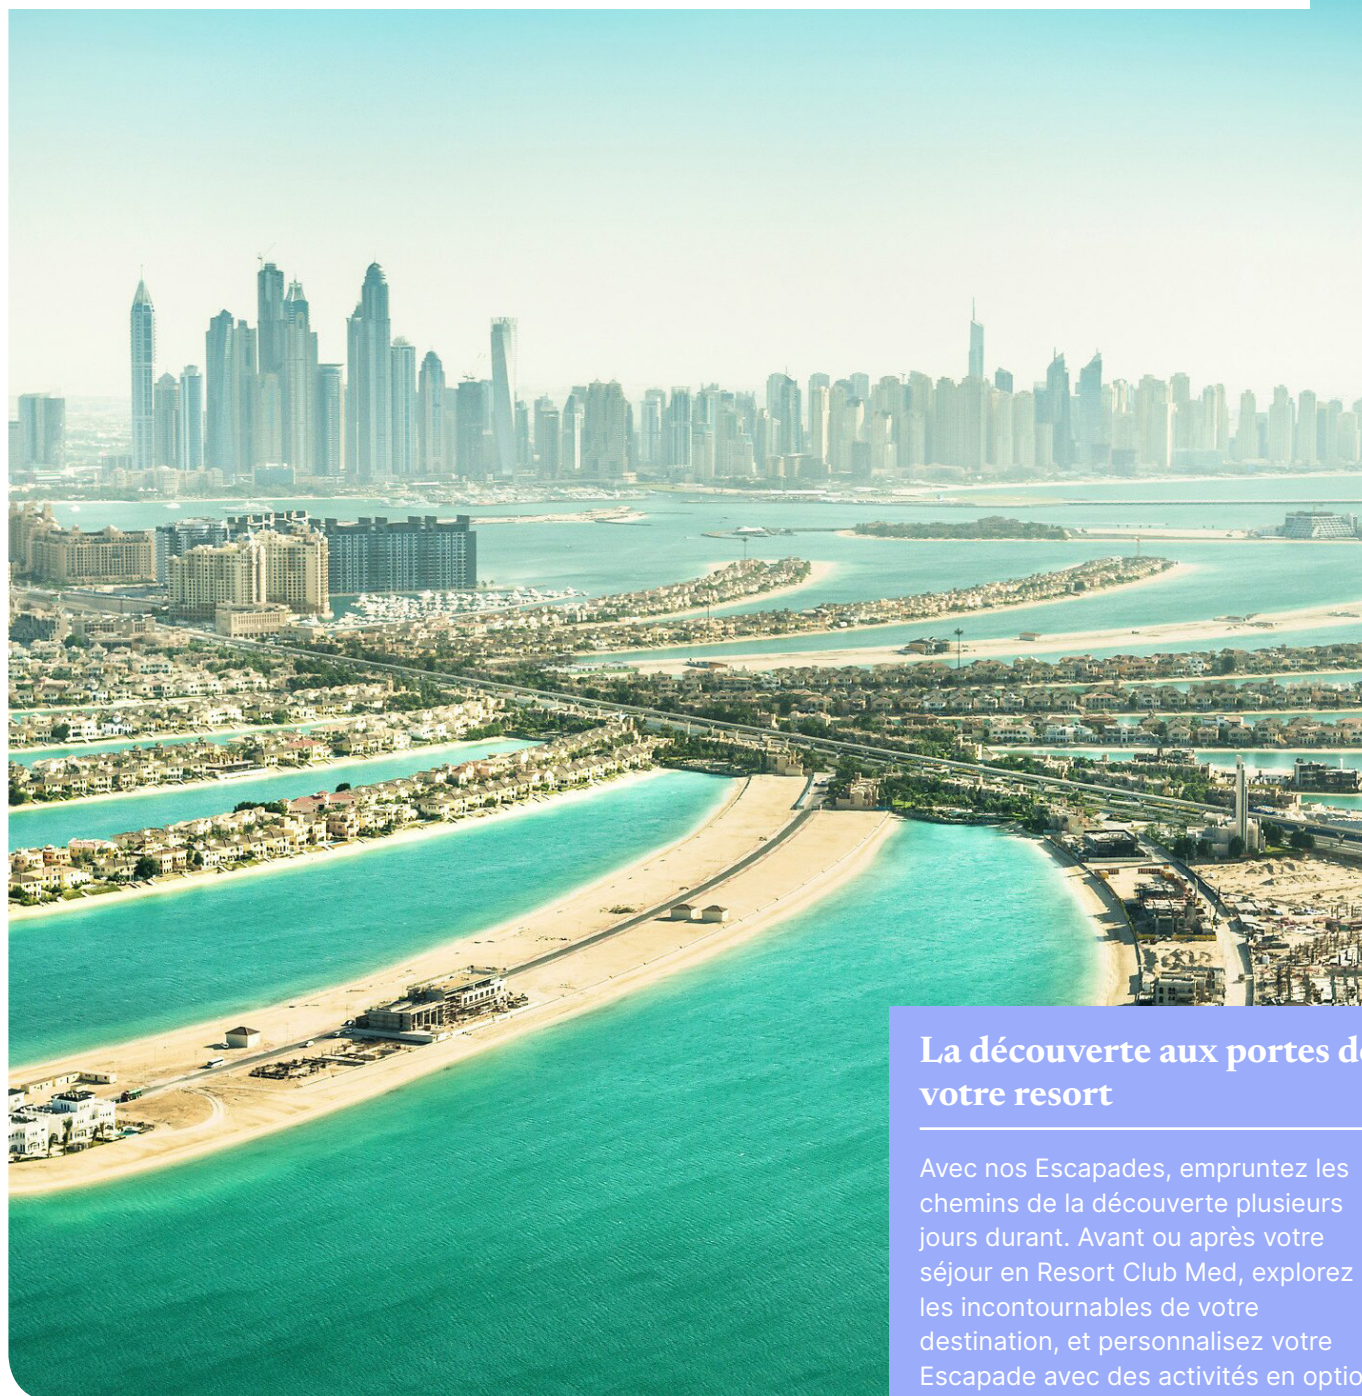 La découverte aux portes de
votre resort
Avec nos Escapades, empruntez les
chemins de la découverte plusieurs
jours durant. Avant ou après votre
séjour en Resort Club Med, explorez
les incontournables de votre
destination, et personnalisez votre
Escapade avec des activités en